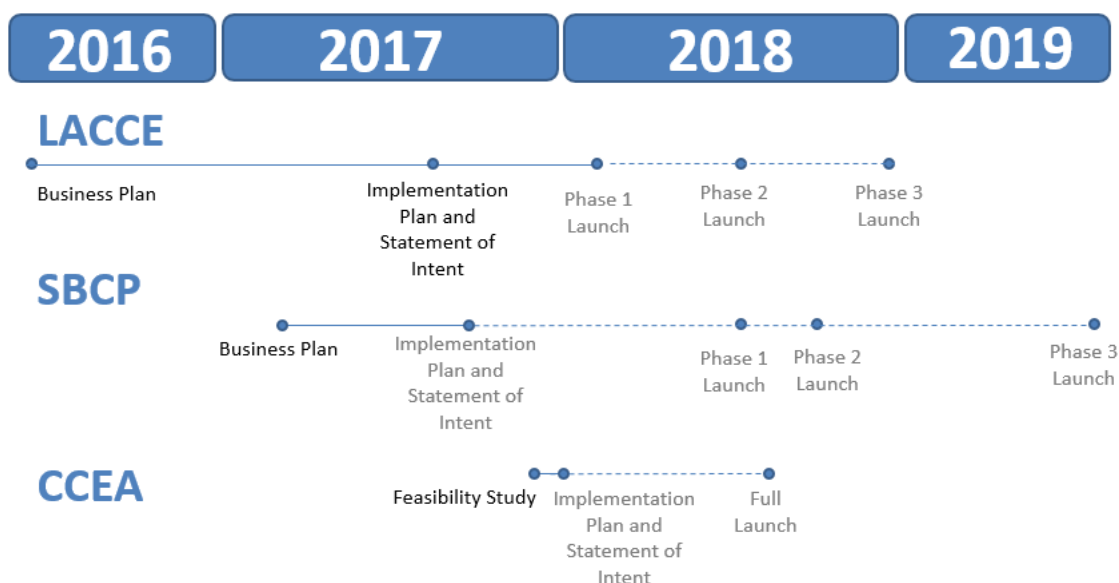 2016
2017
2018
2019
LACCE
Business Plan
Implementation
Plan and
Statement of
Intent
Phase 1
Launch
Phase 2
Launch
Phase 3
Launch
SBCP
Business Plan
Implementation
Plan and
Statement of
Intent
Phase 1
Launch
Phase 2
Launch
Phase 3
Launch
CCEA
Feasibility Study
Implementation
Plan and
Statement of
Intent
Full
Launch